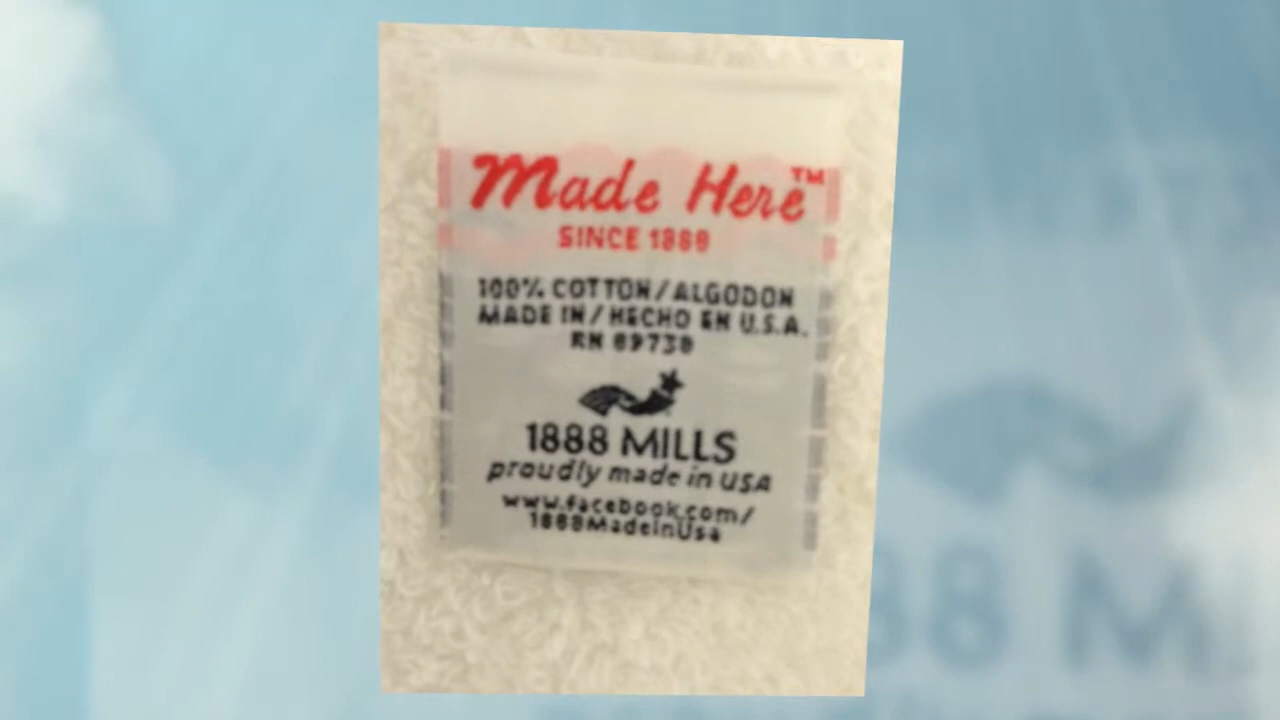 Made Here™
SINCE 1888
100% COTTON/ALGODON
MADE IN/HECHO EN U.S.A.
RN 89738
1888 MILLS
proudly made in USA
www.facebook.com/
1888MadeinUsa
88 M